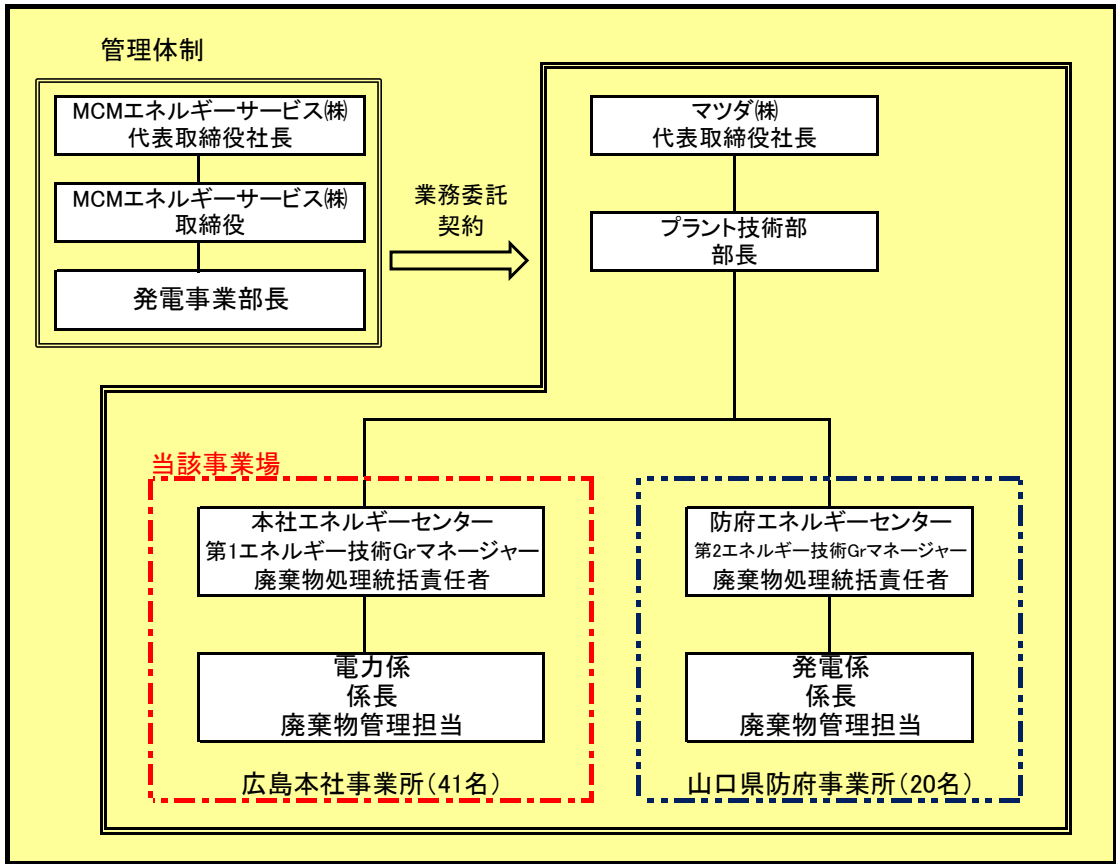 管理体制
MCMエネルギーサービス㈱
代表取締役社長
MCMエネルギーサービス㈱
取締役
発電事業部長
業務委託
契約
マツダ㈱
代表取締役社長
プラント技術部
部長
当該事業場
本社エネルギーセンター
第1エネルギー技術Grマネージャー
廃棄物処理統括責任者
電力係
係長
廃棄物管理担当
広島本社事業所(41名)
防府エネルギーセンター
第2エネルギー技術Grマネージャー
廃棄物処理統括責任者
発電係
係長
廃棄物管理担当
山口県防府事業所(20名)